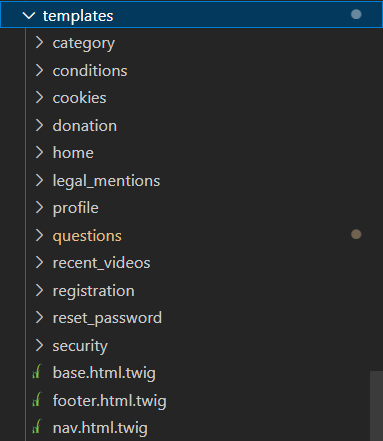 templates
category
conditions
cookies
donation
home
legal_mentions
profile
questions
recent_videos
registration
reset_password
security
base.html.twig
footer.html.twig
nav.html.twig